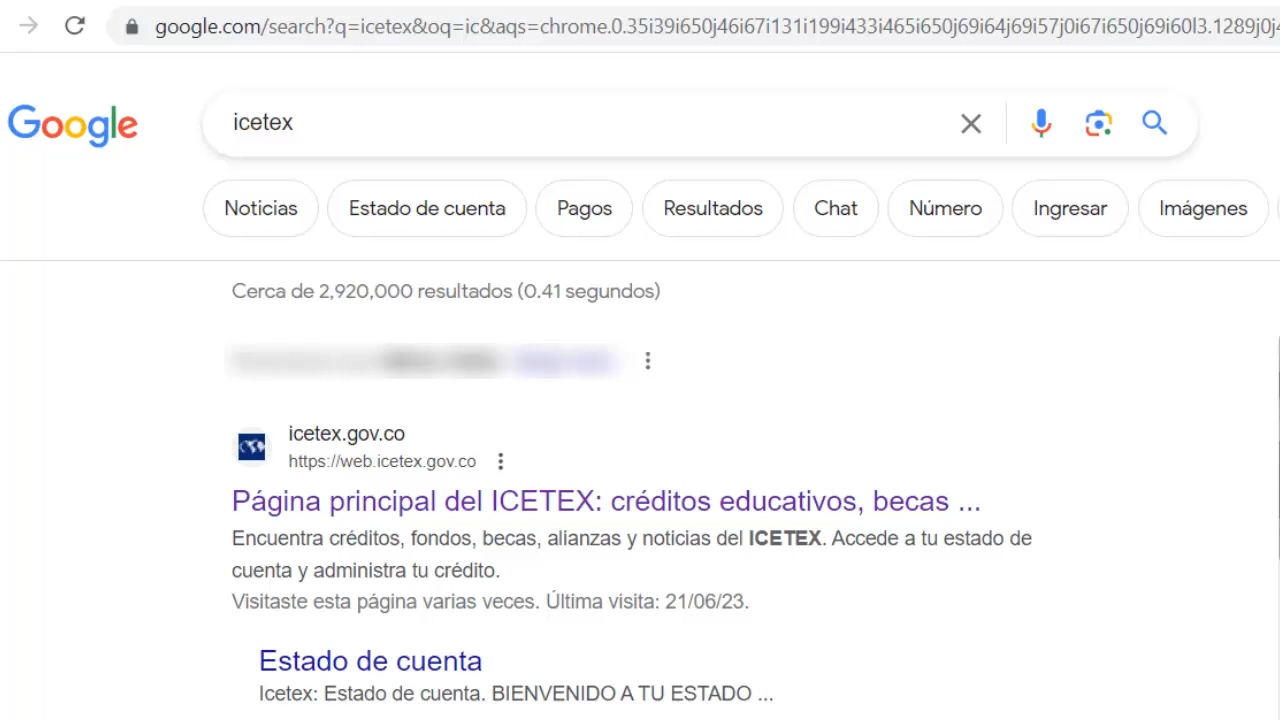 google.com/search?q=icetex&oq=ic&aqs=chrome.0.35i39i650j46i67i131i199i433i465i650j69i64j69i57j0i67i650j69i60l3.1289j0j4
Google
icetex
Noticias Estado de cuenta Pagos Resultados Chat Número Ingresar Imágenes
Cerca de 2,920,000 resultados (0.41 segundos)
icetex.gov.co
https://web.icetex.gov.co
Página principal del ICETEX: créditos educativos, becas ...
Encuentra créditos, fondos, becas, alianzas y noticias del ICETEX. Accede a tu estado de
cuenta y administra tu crédito.
Visitaste esta página varias veces. Última visita: 21/06/23.
Estado de cuenta
Icetex: Estado de cuenta. BIENVENIDO A TU ESTADO ...